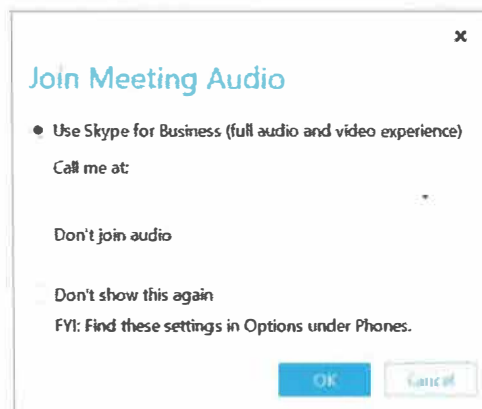 Join Meeting Audio
Use Skype for Business (full audio and video experience)
Call me at:
Don't join audio
Don't show this again
FYI: Find these settings in Options under Phones.
OK Cancel